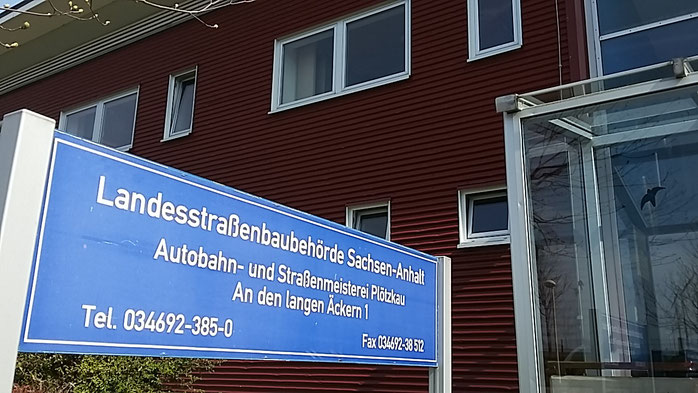 Landesstraßenbaubehörde Sachsen-Anhalt
Autobahn- und Straßenmeisterei Plötzkau
An den langen Äckern 1
Tel. 034692-385-0 Fax 034692-38 512